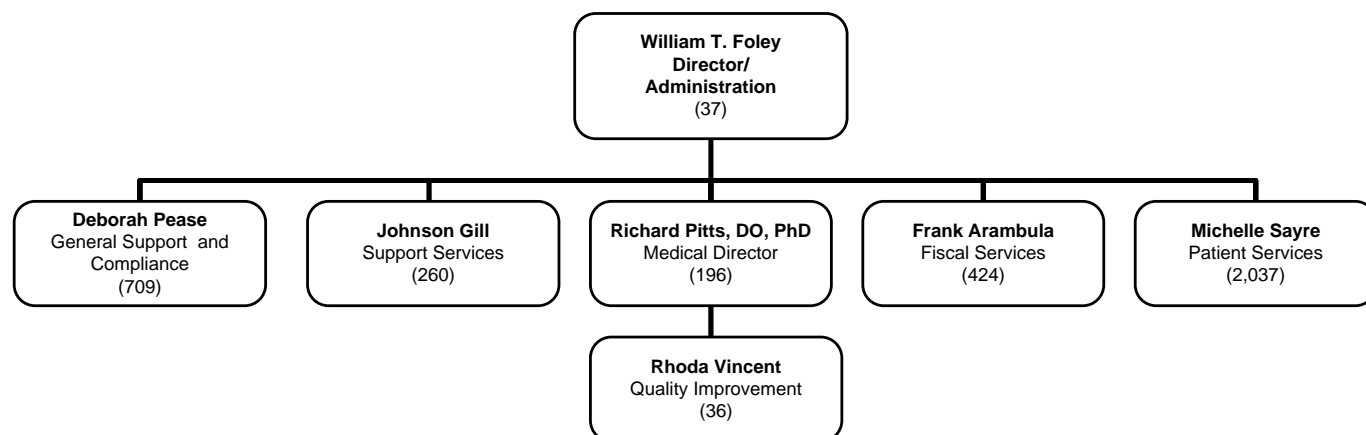 William T. Foley
Director/
Administration
(37)
Deborah Pease
General Support and
Compliance
(709)
Johnson Gill
Support Services
(260)
Richard Pitts, DO, PhD
Medical Director
(196)
Frank Arambula
Fiscal Services
(424)
Michelle Sayre
Patient Services
(2,037)
Rhoda Vincent
Quality Improvement
(36)